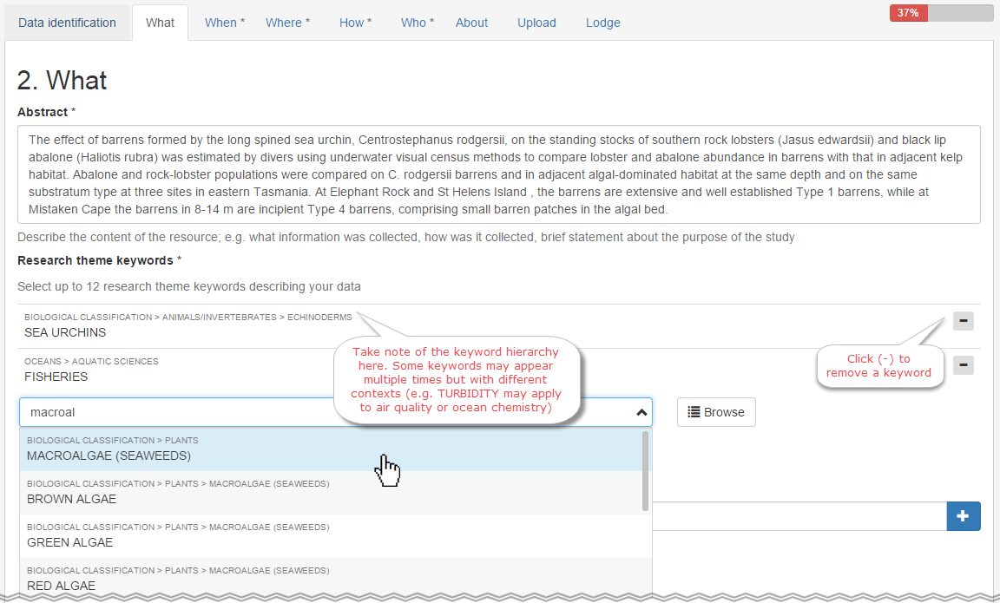 Data identification What When * Where * How * Who * About Upload Lodge 37%
2. What
Abstract *
The effect of barrens formed by the long spined sea urchin, Centrostephanus rodgersii, on the standing stocks of southern rock lobsters (Jasus edwardsii) and black lip
abalone (Haliotis rubra) was estimated by divers using underwater visual census methods to compare lobster and abalone abundance in barrens with that in adjacent kelp
habitat. Abalone and rock-lobster populations were compared on C. rodgersii barrens and in adjacent algal-dominated habitat at the same depth and on the same
substratum type at three sites in eastern Tasmania. At Elephant Rock and St Helens Island , the barrens are extensive and well established Type 1 barrens, while at
Mistaken Cape the barrens in 8-14 m are incipient Type 4 barrens, comprising small barren patches in the algal bed.
Describe the content of the resource; e.g. what information was collected, how was it collected, brief statement about the purpose of the study
Research theme keywords *
Select up to 12 research theme keywords describing your data
BIOLOGICAL CLASSIFICATION > ANIMALS/INVERTEBRATES > ECHINODERMS
SEA URCHINS
OCEANS > AQUATIC SCIENCES
FISHERIES
Take note of the keyword hierarchy
here. Some keywords may appear
multiple times but with different
contexts (e.g. TURBIDITY may apply
to air quality or ocean chemistry)
Click (-) to
remove a keyword
macroal
Browse
BIOLOGICAL CLASSIFICATION > PLANTS
MACROALGAE (SEAWEEDS)
BIOLOGICAL CLASSIFICATION > PLANTS > MACROALGAE (SEAWEEDS)
BROWN ALGAE
BIOLOGICAL CLASSIFICATION > PLANTS > MACROALGAE (SEAWEEDS)
GREEN ALGAE
BIOLOGICAL CLASSIFICATION > PLANTS > MACROALGAE (SEAWEEDS)
RED ALGAE